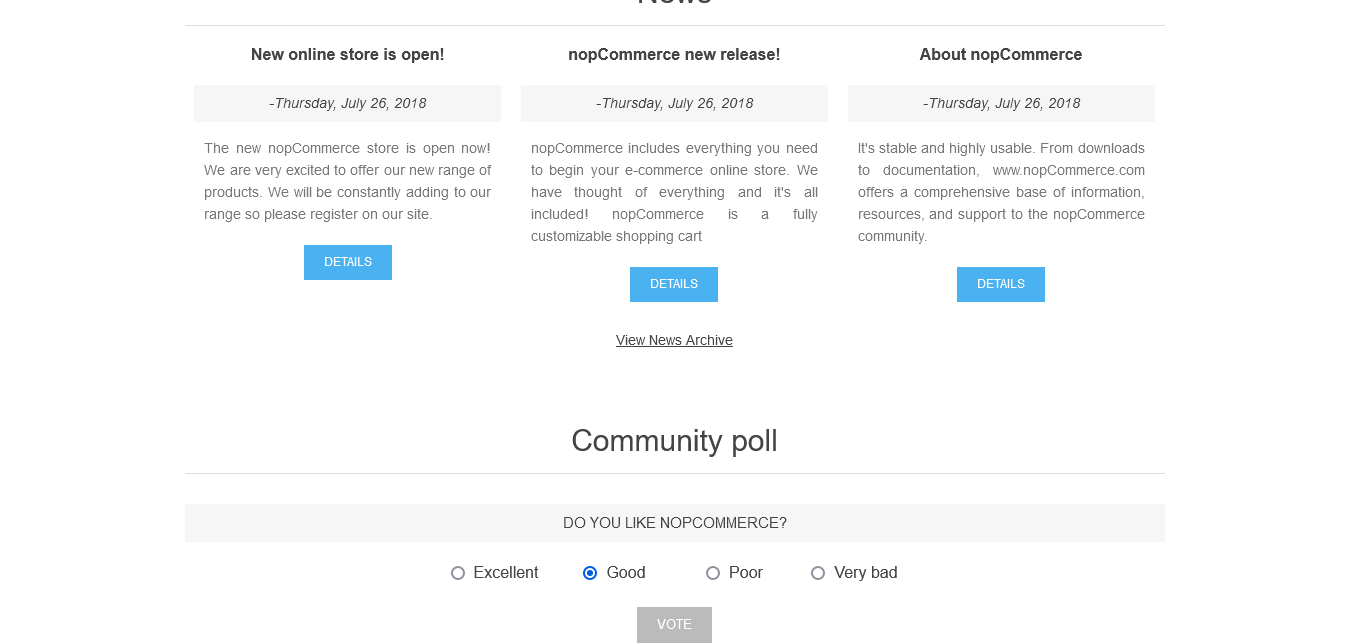 News
New online store is open!
-Thursday, July 26, 2018
The new nopCommerce store is open now!
We are very excited to offer our new range of
products. We will be constantly adding to our
range so please register on our site.
DETAILS
nopCommerce new release!
-Thursday, July 26, 2018
nopCommerce includes everything you need
to begin your e-commerce online store. We
have thought of everything and it's all
included! nopCommerce is a fully
customizable shopping cart
DETAILS
About nopCommerce
-Thursday, July 26, 2018
It's stable and highly usable. From downloads
to documentation, www.nopCommerce.com
offers a comprehensive base of information,
resources, and support to the nopCommerce
community.
DETAILS
View News Archive
Community poll
DO YOU LIKE NOPCOMMERCE?
Excellent Good Poor Very bad
VOTE